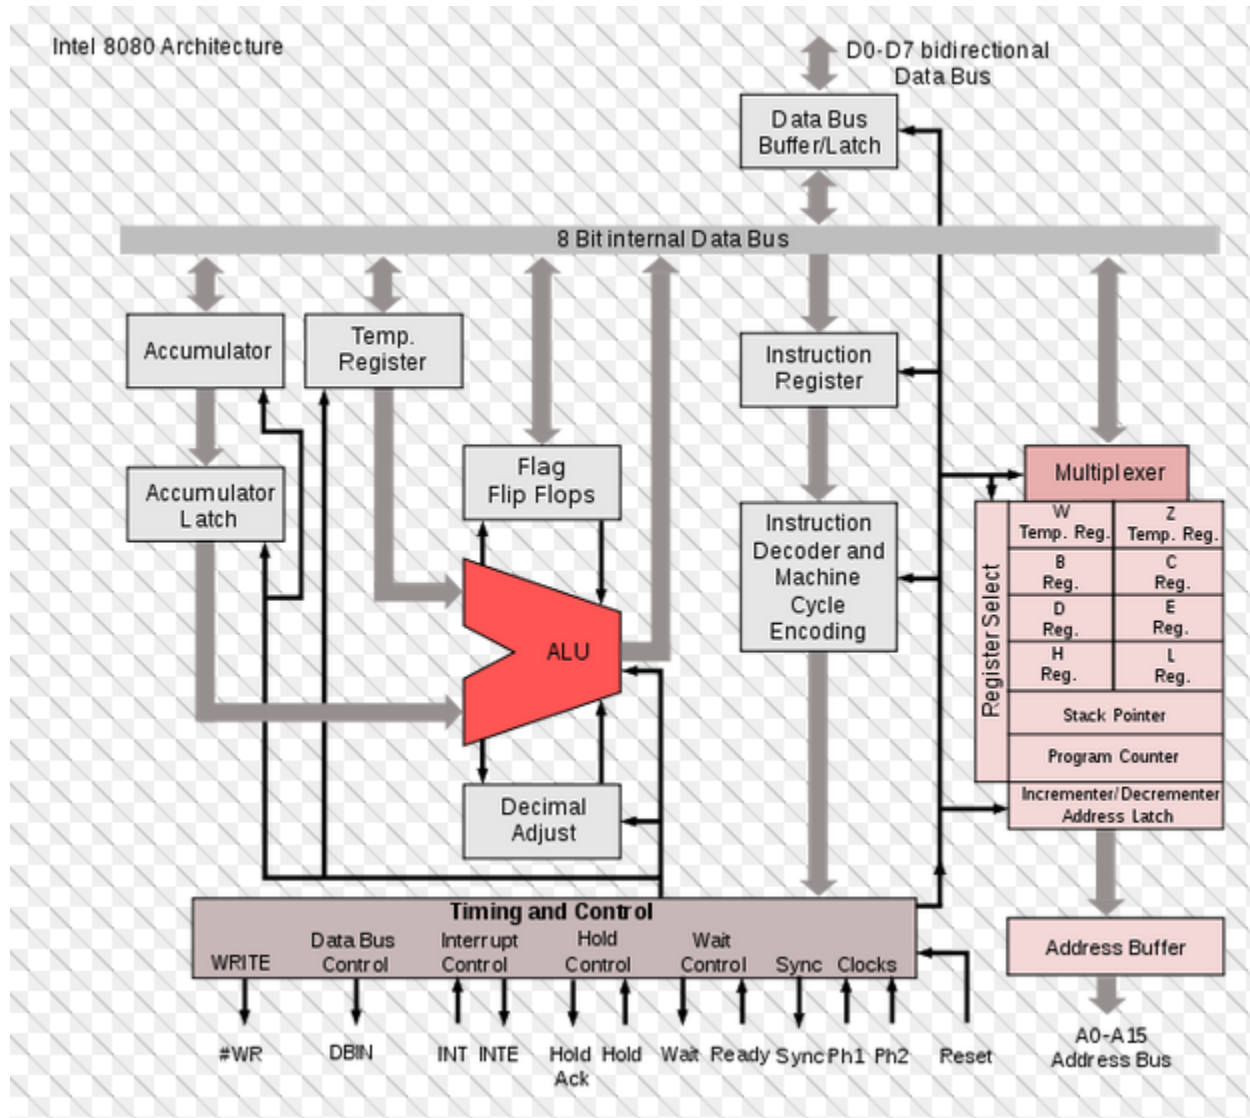 Intel 8080 Architecture
D0-D7 bidirectional
Data Bus
Data Bus
Buffer/Latch
8 Bit internal Data Bus
Accumulator
Temp.
Register
Instruction
Register
Flag
Flip Flops
Multiplexer
Accumulator
Latch
Instruction
Decoder and
Machine
Cycle
Encoding
Register Select
W
Temp. Reg.
Z
Temp. Reg.
B
Reg.
C
Reg.
D
Reg.
E
Reg.
H
Reg.
L
Reg.
Stack Pointer
Program Counter
Incrementer/Decrementer
Address Latch
ALU
Decimal
Adjust
Timing and Control
WRITE
Data Bus
Control
Interrupt
Control
Hold
Control
Wait
Control
Sync
Clocks
Address Buffer
#WR
DBIN
INT
INTE
Hold
Ack
Hold
Wait
Ready
Sync
Ph1
Ph2
Reset
A0-A15
Address Bus